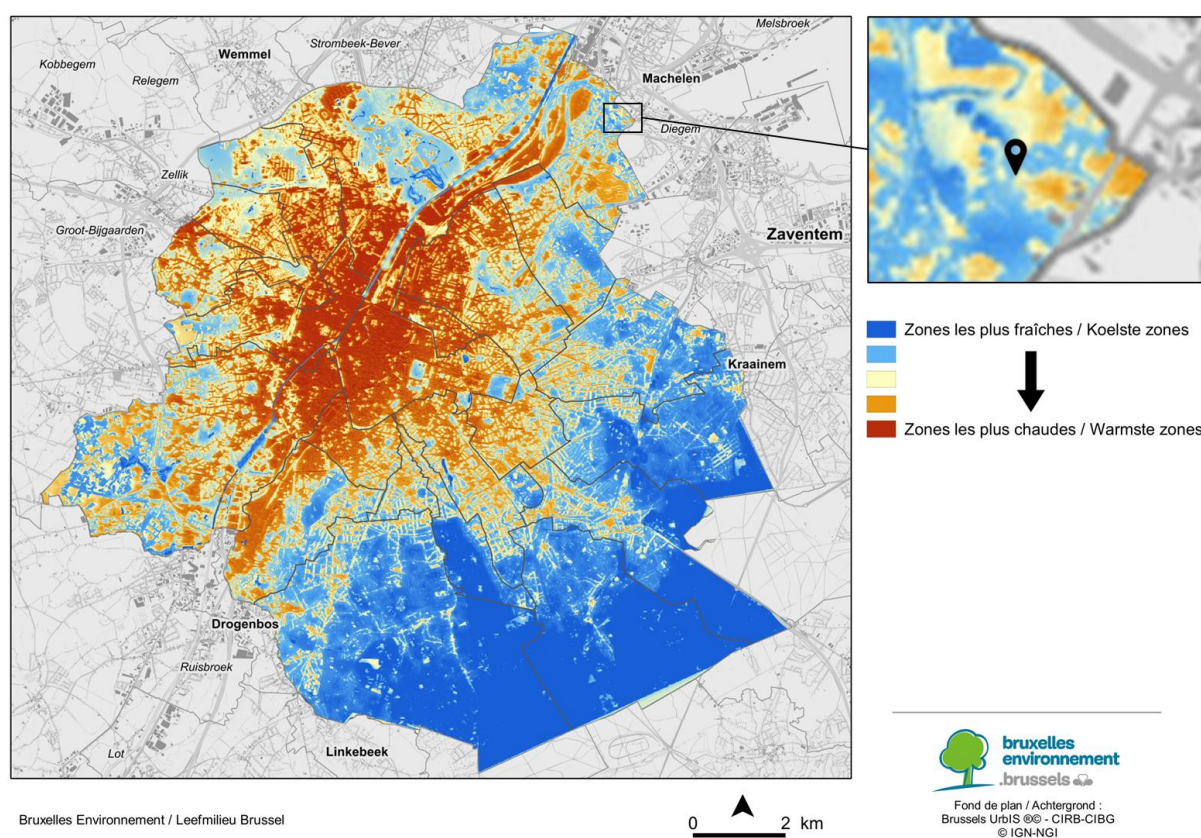 Melsbroek
Strombeek-Bever
Wemmel
Kobbegem
Relegem
Machelen
Diegem
Zellik
Groot-Bijgaarden
Zaventem
Kraainem
Drogenbos
Ruisbroek
Linkebeek
Lot
Zones les plus fraîches / Koelste zones
Zones les plus chaudes / Warmste zones
bruxelles
environnement
.brussels
Fond de plan / Achtergrond :
Brussels UrbIS ®© - CIRB-CIBG
© IGN-NGI
Bruxelles Environnement / Leefmilieu Brussel
0 2 km